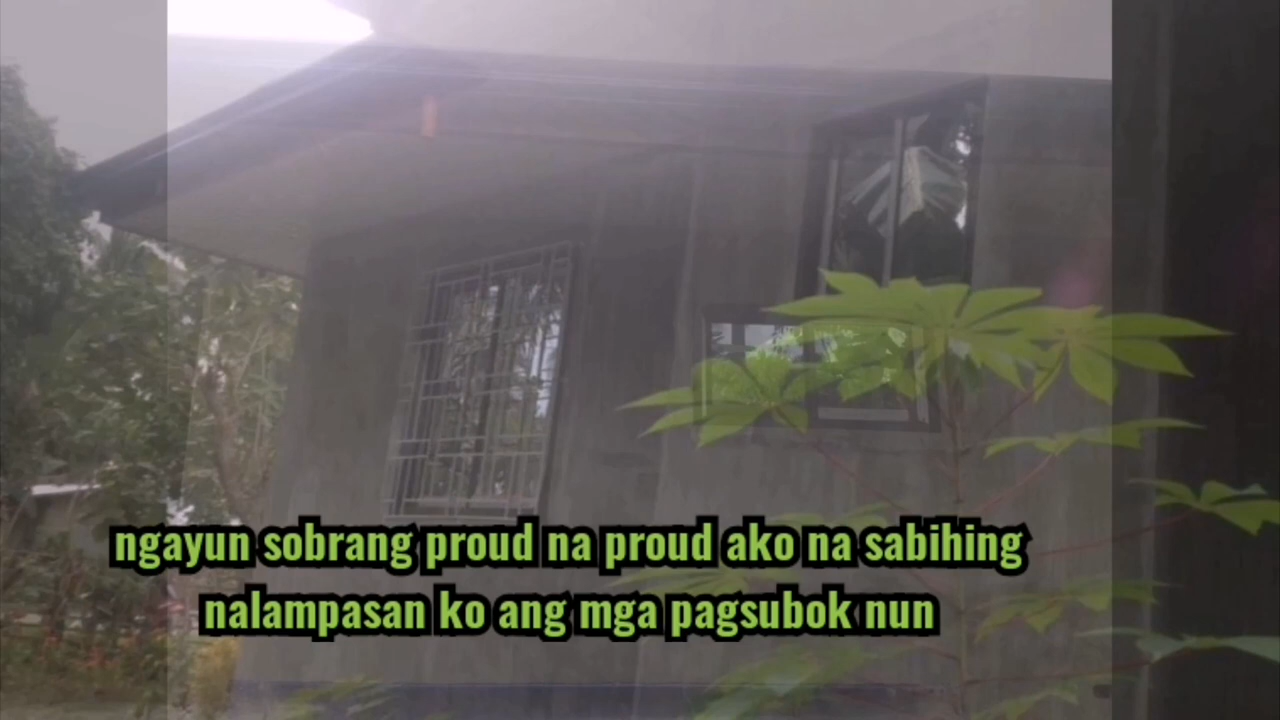 ngayun sobrang proud na proud ako na sabihing
nalampasan ko ang mga pagsubok nun